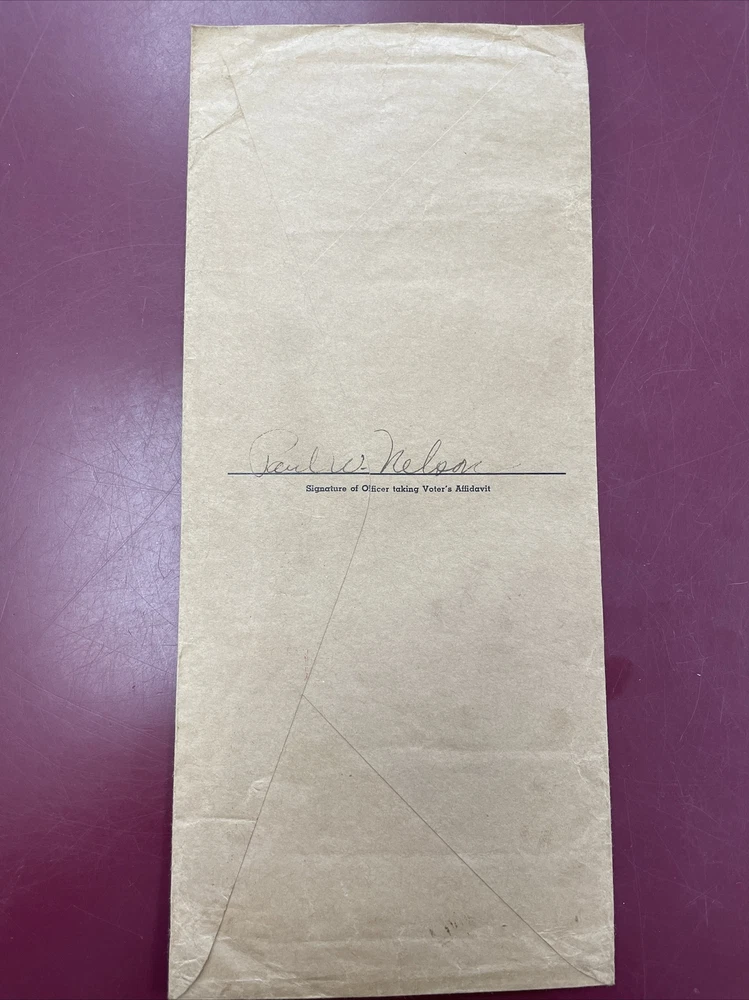 Paul W. Nelson
Signature of Officer taking Voter's Affidavit